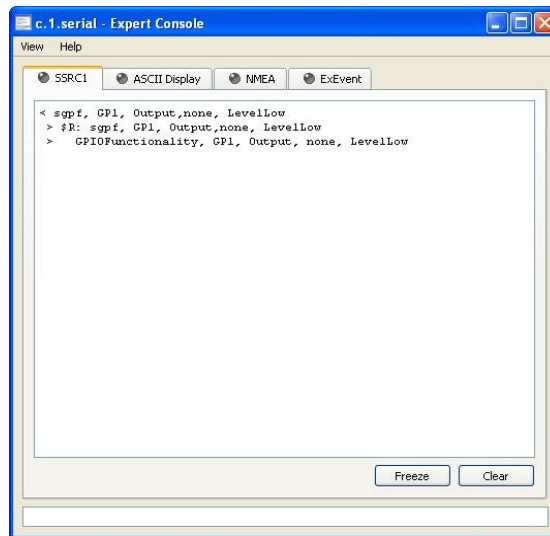 c.1.serial - Expert Console
View Help
SSRC1 ASCII Display NMEA ExEvent
< sgpf, GP1, Output,none, LevelLow
> $R: sgpf, GP1, Output,none, LevelLow
> GPIOFunctionality, GP1, Output, none, LevelLow
Freeze Clear